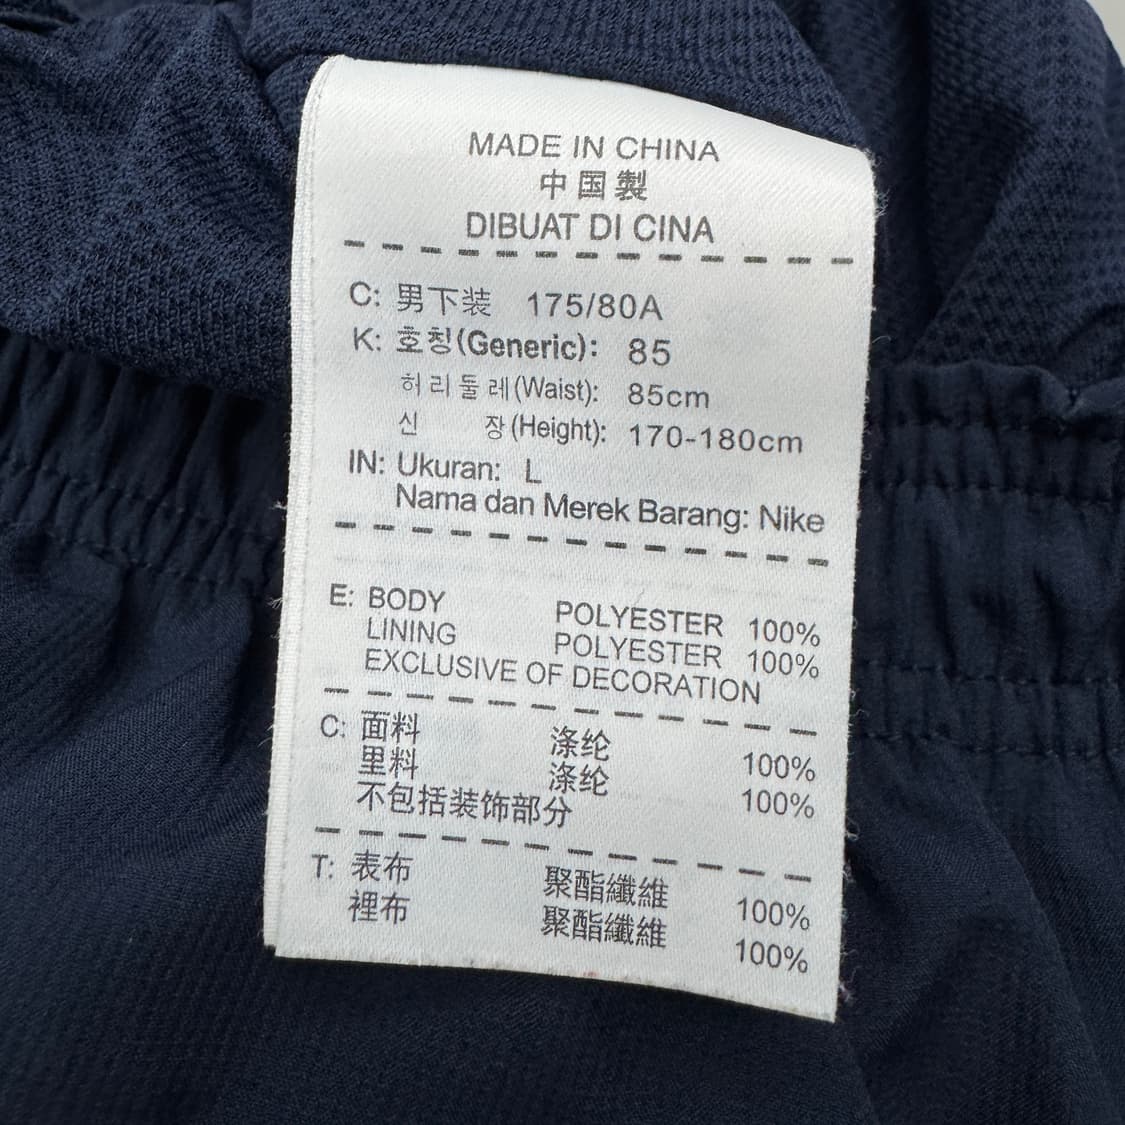 MADE IN CHINA
中国製
DIBUAT DI CINA
C: 男下装 175/80A
K: 호칭(Generic): 85
허리둘레(Waist): 85cm
신 장(Height): 170-180cm
IN: Ukuran: L
Nama dan Merek Barang: Nike
E: BODY POLYESTER 100%
LINING POLYESTER 100%
EXCLUSIVE OF DECORATION
C: 面料 涤纶 100%
里料 涤纶 100%
不包括装饰部分
T: 表布 聚酯纖維 100%
裡布 聚酯纖維 100%